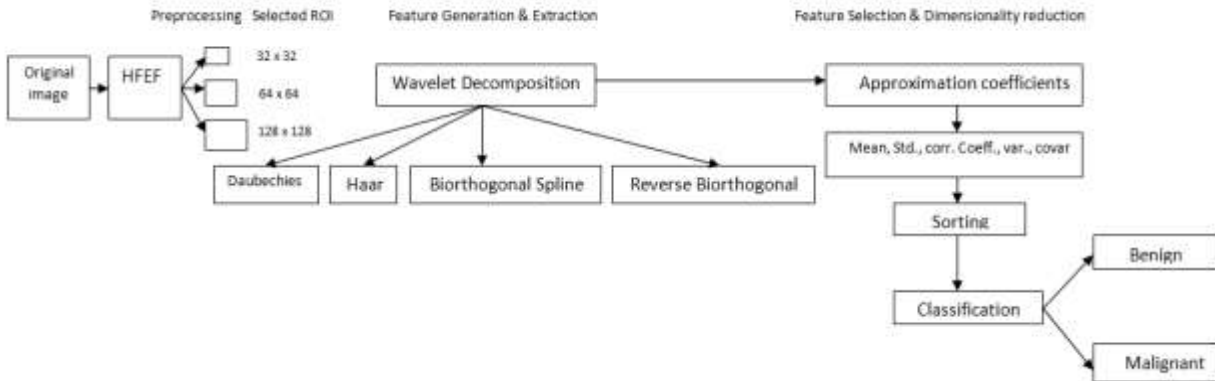 Preprocessing Selected ROI
Feature Generation & Extraction
Feature Selection & Dimensionality reduction
Original
image
HFEF
32 x 32
64 x 64
128 x 128
Wavelet Decomposition
Approximation coefficients
Mean, Std., corr. Coeff., var., covar
Daubechies
Haar
Biorthogonal Spline
Reverse Biorthogonal
Sorting
Classification
Benign
Malignant